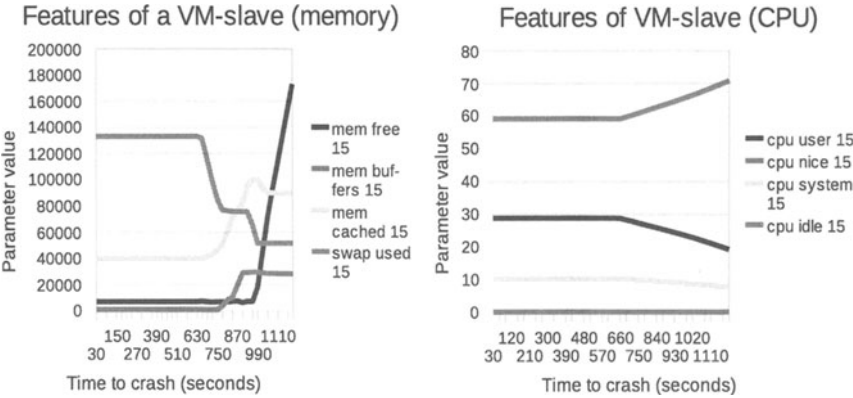 Features of a VM-slave (memory)
Parameter value
200000
180000
160000
140000
120000
100000
80000
60000
40000
20000
0
150 390 630 870 1110
30 270 510 750 990
Time to crash (seconds)
mem free
15
mem buf-
fers 15
mem
cached 15
swap used
15
Features of VM-slave (CPU)
Parameter value
80
70
60
50
40
30
20
10
0
120 300 480 660 840 1020
30 210 390 570 750 930 1110
Time to crash (seconds)
cpu user 15
cpu nice 15
cpu system
15
cpu idle 15